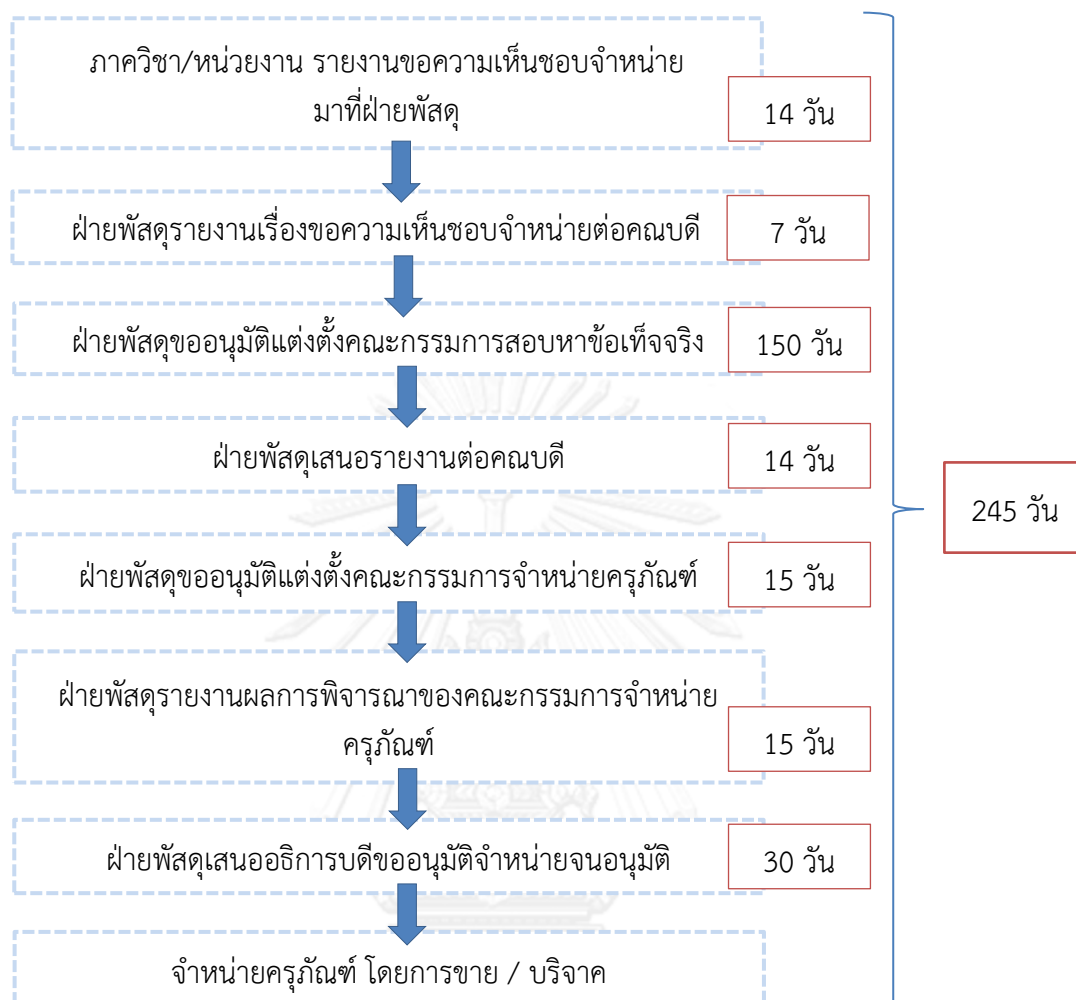 ภาควิชา/หน่วยงาน รายงานขอความเห็นชอบจำหน่าย
มาที่ฝ่ายพัสดุ
14 วัน
ฝ่ายพัสดุรายงานเรื่องขอความเห็นชอบจำหน่ายต่อคณบดี
7 วัน
ฝ่ายพัสดุขออนุมัติแต่งตั้งคณะกรรมการสอบหาข้อเท็จจริง
150 วัน
ฝ่ายพัสดุเสนอรายงานต่อคณบดี
14 วัน
245 วัน
ฝ่ายพัสดุขออนุมัติแต่งตั้งคณะกรรมการจำหน่ายครุภัณฑ์
15 วัน
ฝ่ายพัสดุรายงานผลการพิจารณาของคณะกรรมการจำหน่าย
ครุภัณฑ์
15 วัน
ฝ่ายพัสดุเสนออธิการบดีขออนุมัติจำหน่ายจนอนุมัติ
30 วัน
จำหน่ายครุภัณฑ์ โดยการขาย / บริจาค